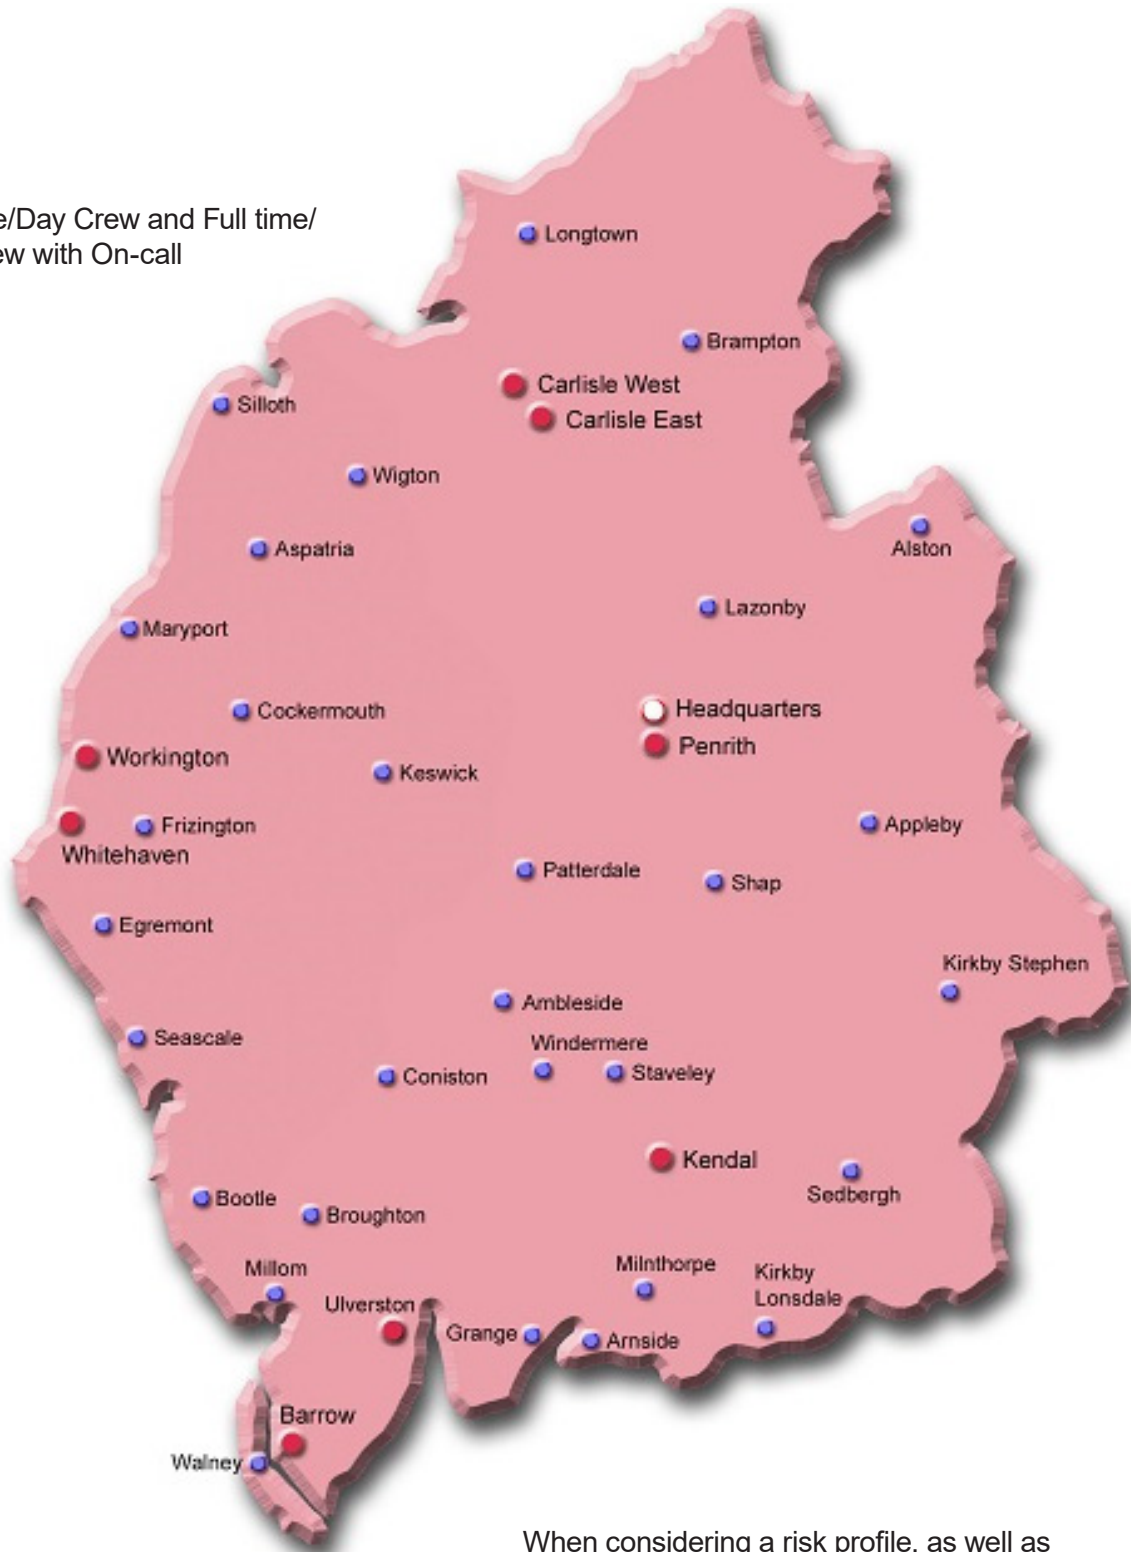 e/Day Crew and Full time/
ew with On-call
Longtown
Brampton
Carlisle West
Carlisle East
Silloth
Wigton
Aspatria
Alston
Lazonby
Maryport
Headquarters
Cockermouth
Penrith
Workington
Keswick
Frizington
Appleby
Whitehaven
Patterdale
Shap
Egremont
Kirkby Stephen
Ambleside
Seascale
Windermere
Staveley
Coniston
Kendal
Sedbergh
Bootle
Broughton
Millom
Milnthorpe
Kirkby
Lonsdale
Ulverston
Grange
Arnside
Barrow
Walney
When considering a risk profile, as well as